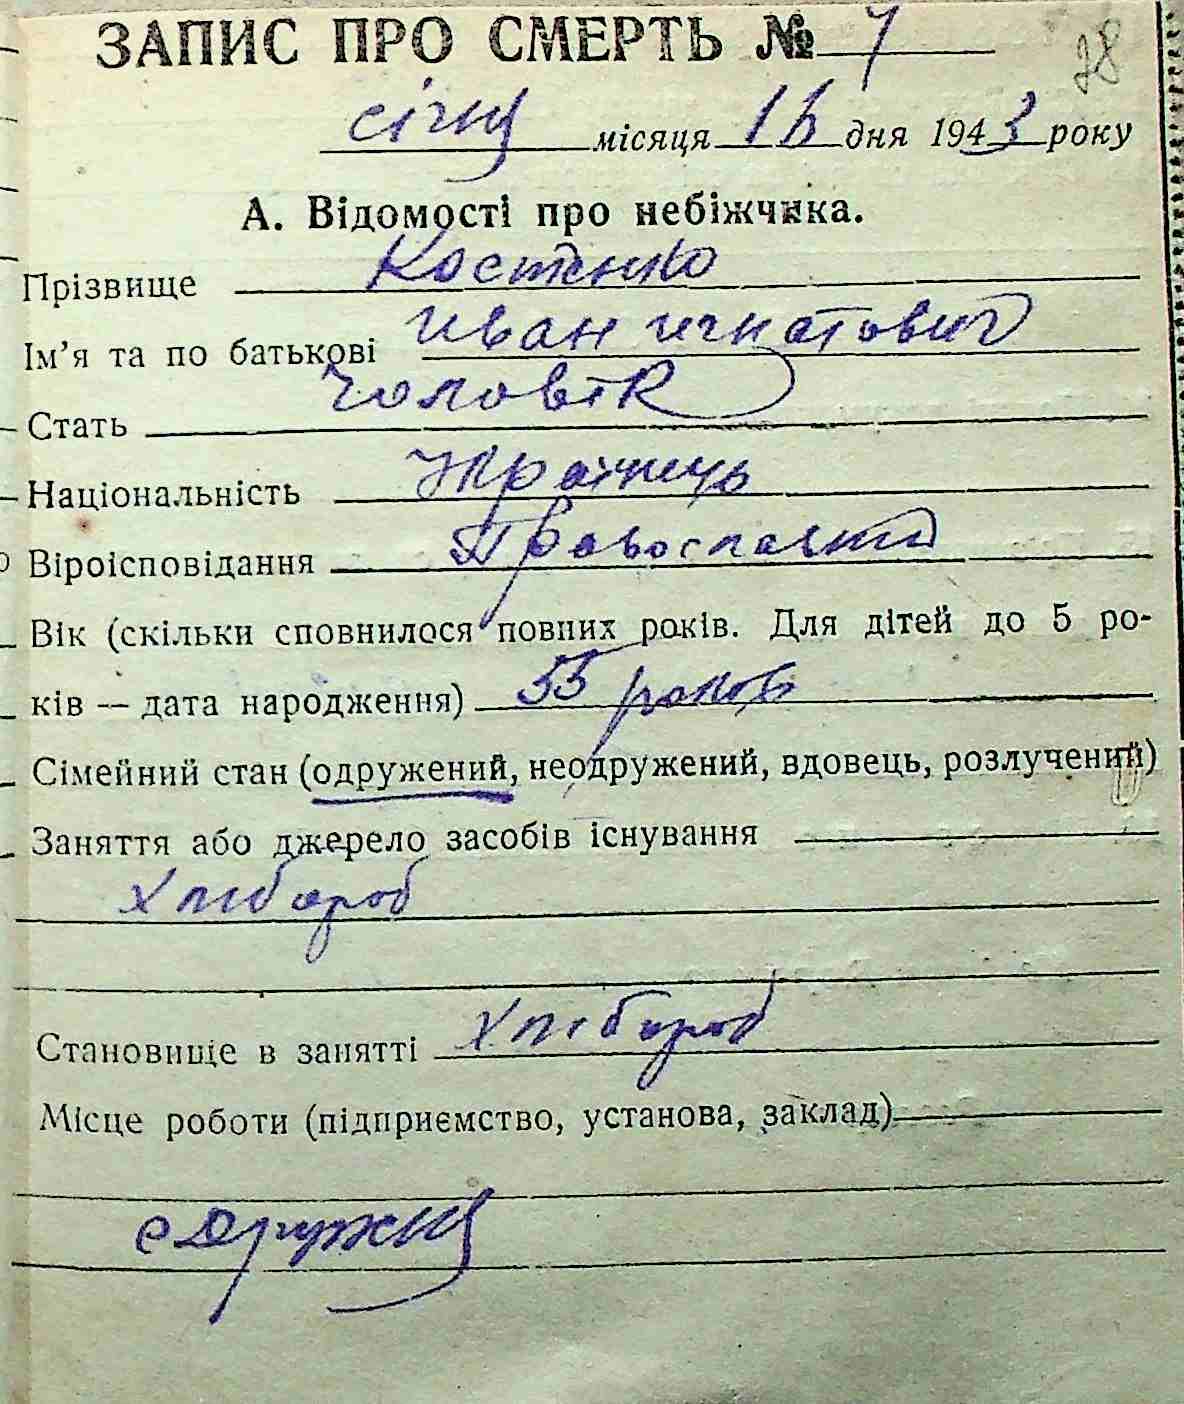 ЗАПИС ПРО СМЕРТЬ № 7
28
січня місяця 16 дня 1943 року
А. Відомості про небіжчика.
Прізвище Костенко
Ім'я та по батькові Иван Игнатович
Стать чоловік
Національність Українець
Віроісповідання Православний
Вік (скільки сповнилося повних років. Для дітей до 5 ро-
ків — дата народження) 55 роков
Сімейний стан (одружений, неодружений, вдовець, розлучений)
Заняття або джерело засобів існування
Хлібороб
Становище в занятті Хлібороб
Місце роботи (підприємство, установа, заклад)